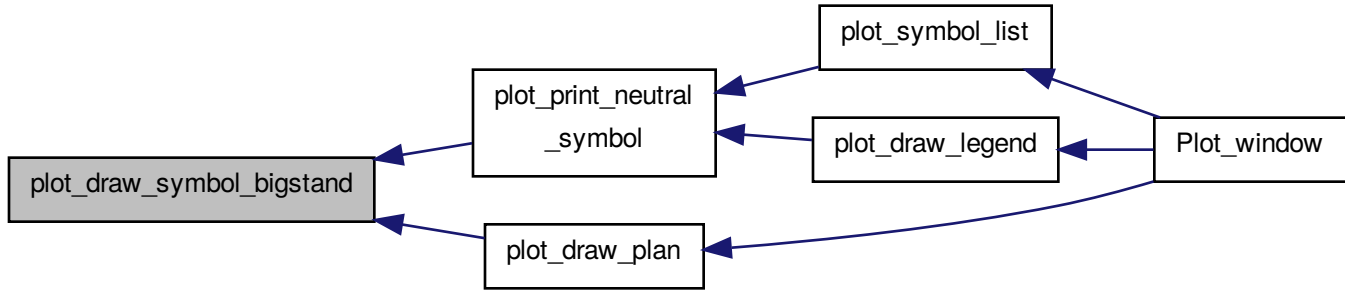 plot_draw_symbol_bigstand
plot_print_neutral
_symbol
plot_draw_plan
plot_symbol_list
plot_draw_legend
Plot_window